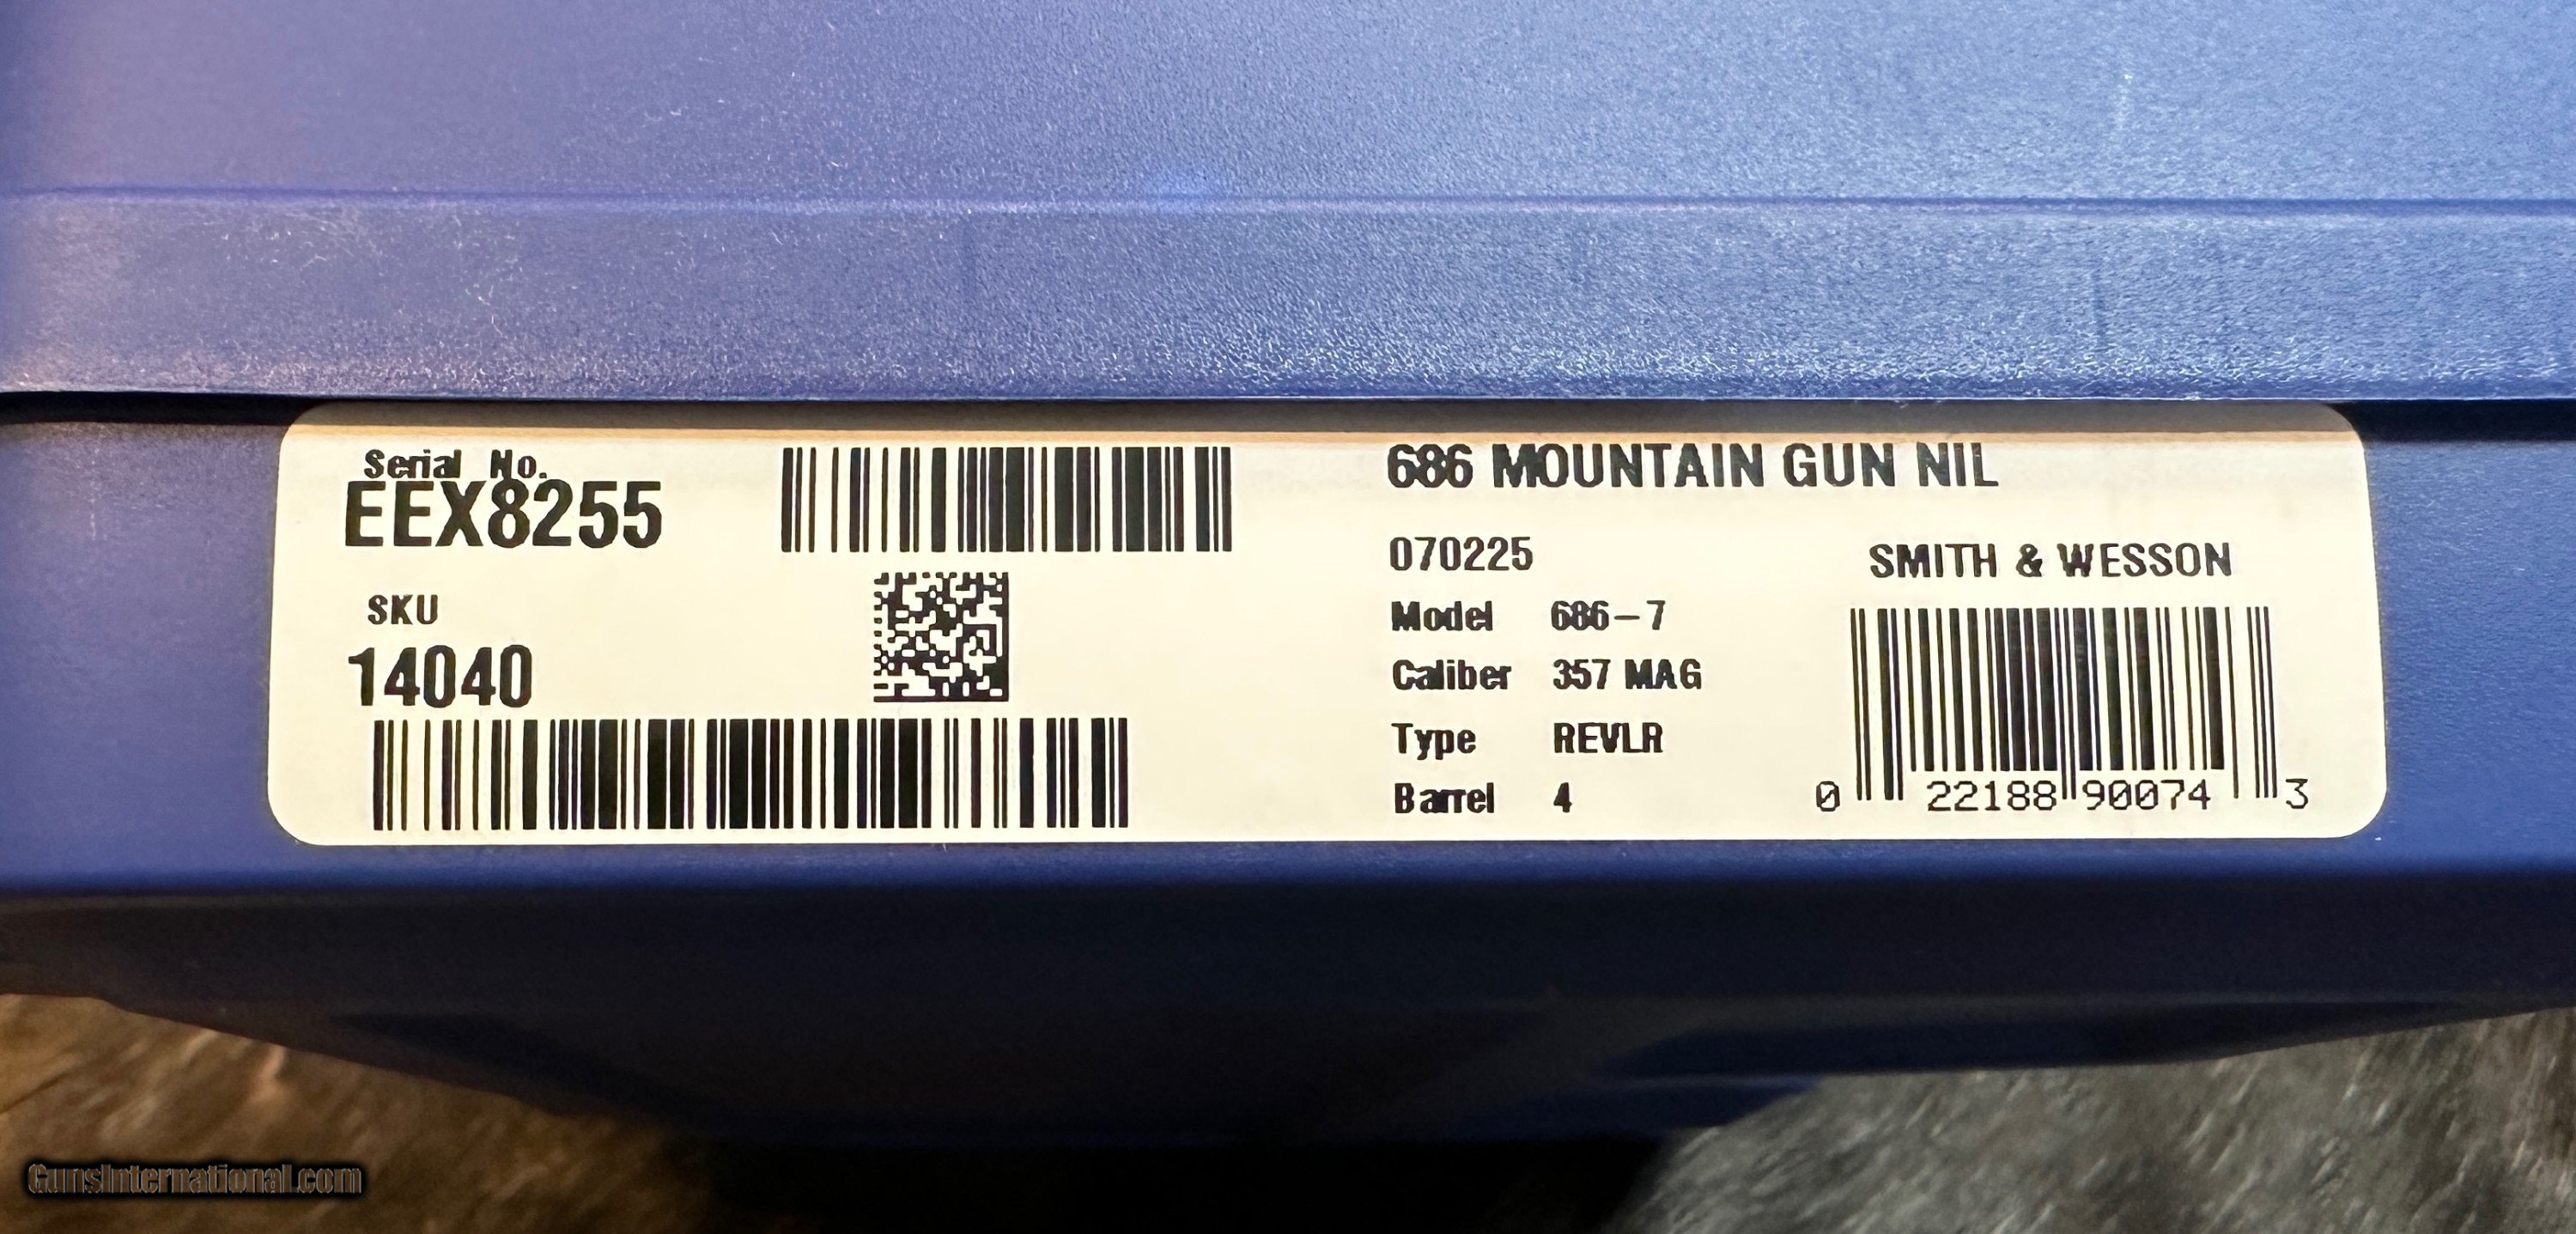 Serial No.
EEX8255
SKU
14040
686 MOUNTAIN GUN NIL
070225
Model 686-7
Caliber 357 MAG
Type REVLR
Barrel 4
SMITH & WESSON
0 22188 90074 3
GunsInternational.com